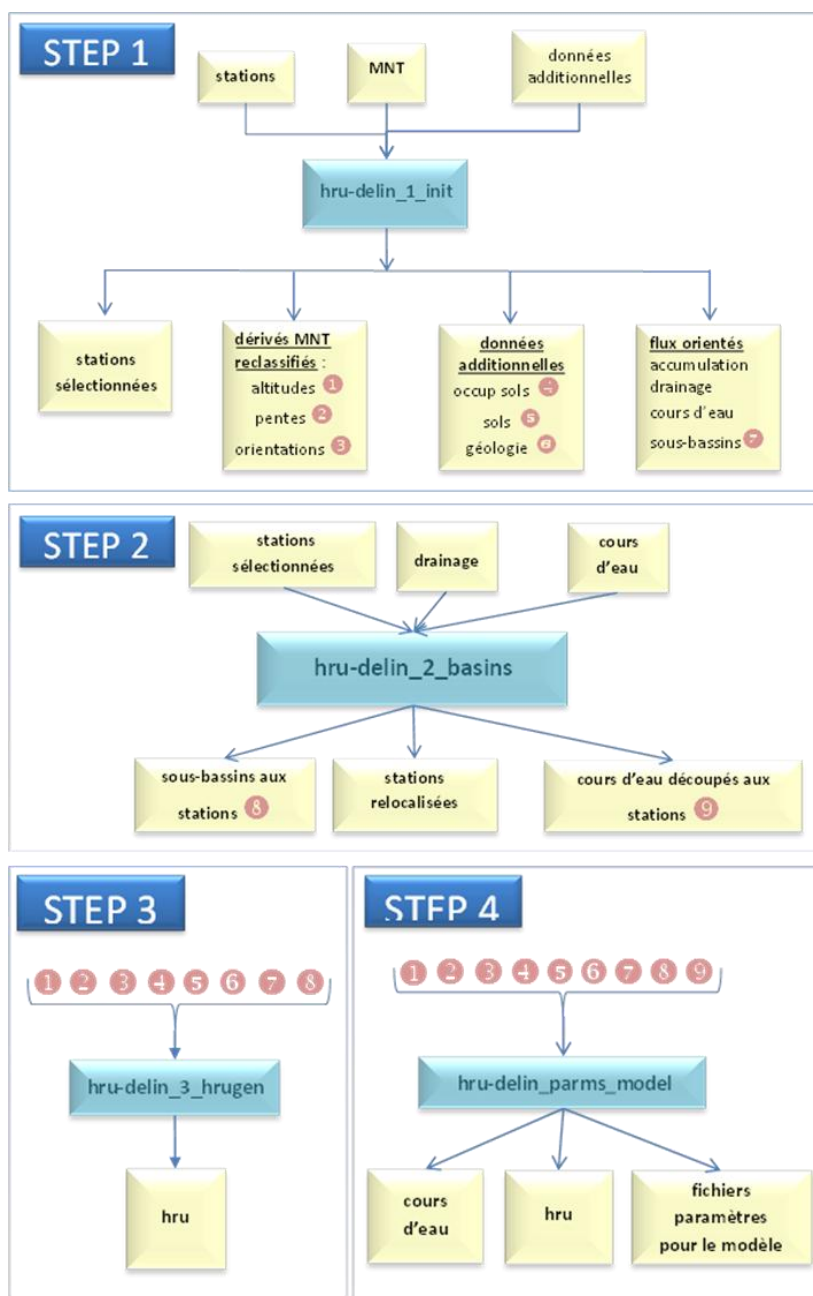 STEP 1
stations
MNT
données
additionnelles
hru-delin_1_init
stations
sélectionnées
dérivés MNT
reclassifiés :
altitudes 1
pentes 2
orientations 3
données
additionnelles
occup sols 4
sols 5
géologie 6
flux orientés
accumulation
drainage
cours d'eau
sous-bassins 7
STEP 2
stations
sélectionnées
drainage
cours
d'eau
hru-delin_2_basins
sous-bassins aux
stations 8
stations
relocalisées
cours d'eau découpés aux
stations 9
STEP 3
1 2 3 4 5 6 7 8
hru-delin_3_hrugen
hru
STEP 4
1 2 3 4 5 6 7 8 9
hru-delin_parms_model
cours
d'eau
hru
fichiers
paramètres
pour le modèle